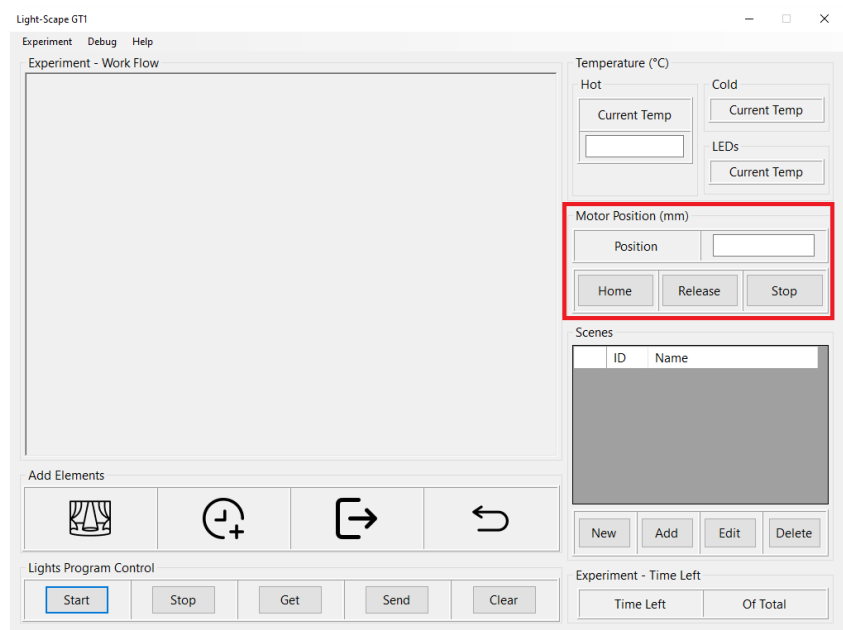 Light-Scape GT1
Experiment Debug Help
Experiment - Work Flow
Temperature (°C)
Hot
Current Temp
Cold
Current Temp
LEDs
Current Temp
Motor Position (mm)
Position
Home Release Stop
Scenes
ID Name
New Add Edit Delete
Add Elements
Lights Program Control
Start Stop Get Send Clear
Experiment - Time Left
Time Left Of Total